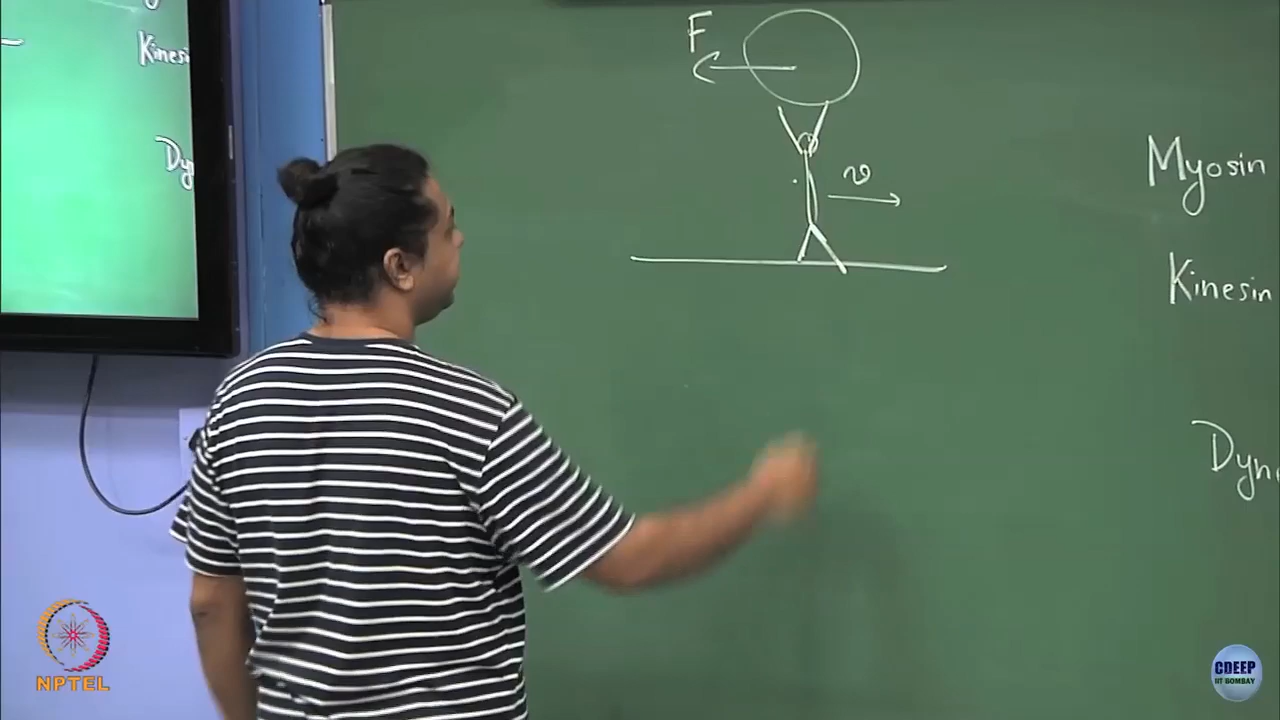 Kinesi
Dy
F
v
Myosin
Kinesin
Dyn
NPTEL
CDEEP
IIT BOMBAY